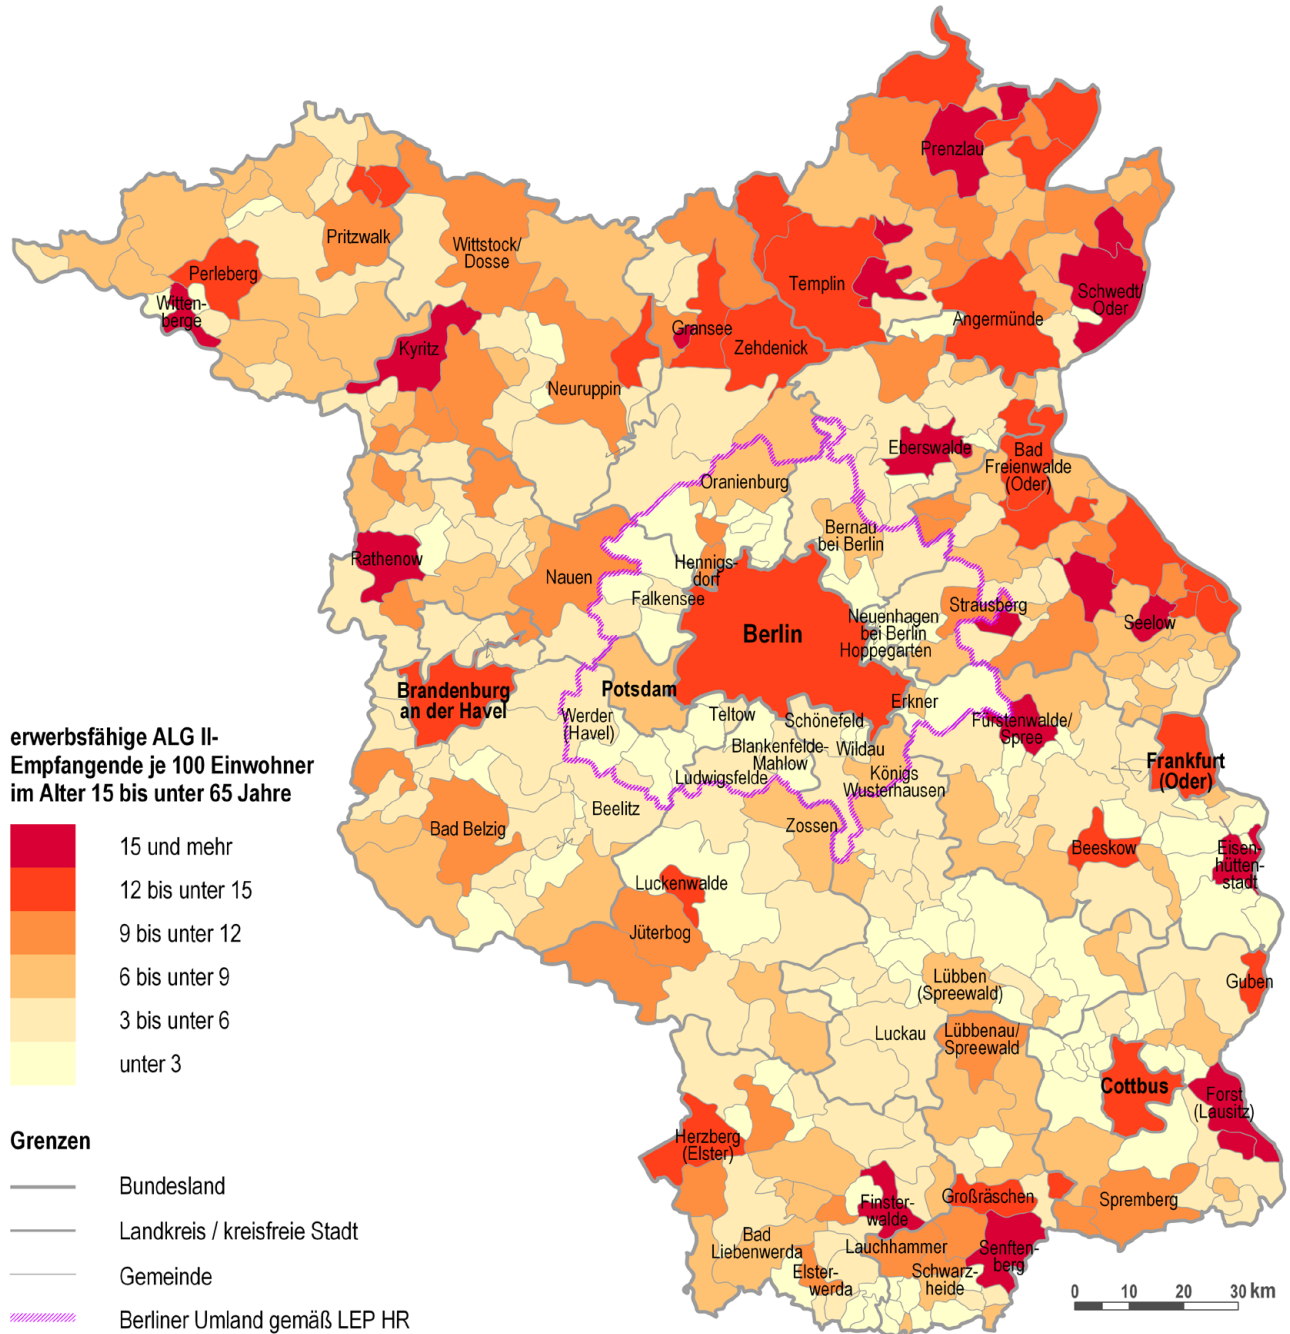 Prenzlau
Pritzwalk
Wittstock/
Dosse
Perleberg
Templin
Schwedt/
Oder
Witten-
berge
Angermünde
Gransee
Kyritz
Zehdenick
Neuruppin
Eberswalde
Bad
Freienwalde
(Oder)
Oranienburg
Bernau
bei Berlin
Rathenow
Hennigs-
dorf
Nauen
Falkensee
Strausberg
Neuenhagen
bei Berlin
Hoppegarten
Seelow
Berlin
Brandenburg
an der Havel
Potsdam
Erkner
Werder
(Havel)
Teltow
Schönefeld
Fürstenwalde/
Spree
Blankenfelde-
Mahlow
Wildau
Frankfurt
(Oder)
Ludwigsfelde
Königs
Wusterhausen
Beelitz
Zossen
Bad Belzig
Beeskow
Eisen-
hütten-
stadt
Luckenwalde
Jüterbog
Lübben
(Spreewald)
Guben
Luckau
Lübbenau/
Spreewald
Cottbus
Forst
(Lausitz)
Herzberg
(Elster)
Finster-
walde
Großräschen
Spremberg
Bad
Liebenwerda
Lauchhammer
Senften-
berg
Elster-
werda
Schwarz-
heide
erwerbsfähige ALG II-
Empfangende je 100 Einwohner
im Alter 15 bis unter 65 Jahre
15 und mehr
12 bis unter 15
9 bis unter 12
6 bis unter 9
3 bis unter 6
unter 3
Grenzen
Bundesland
Landkreis / kreisfreie Stadt
Gemeinde
Berliner Umland gemäß LEP HR
0 10 20 30 km